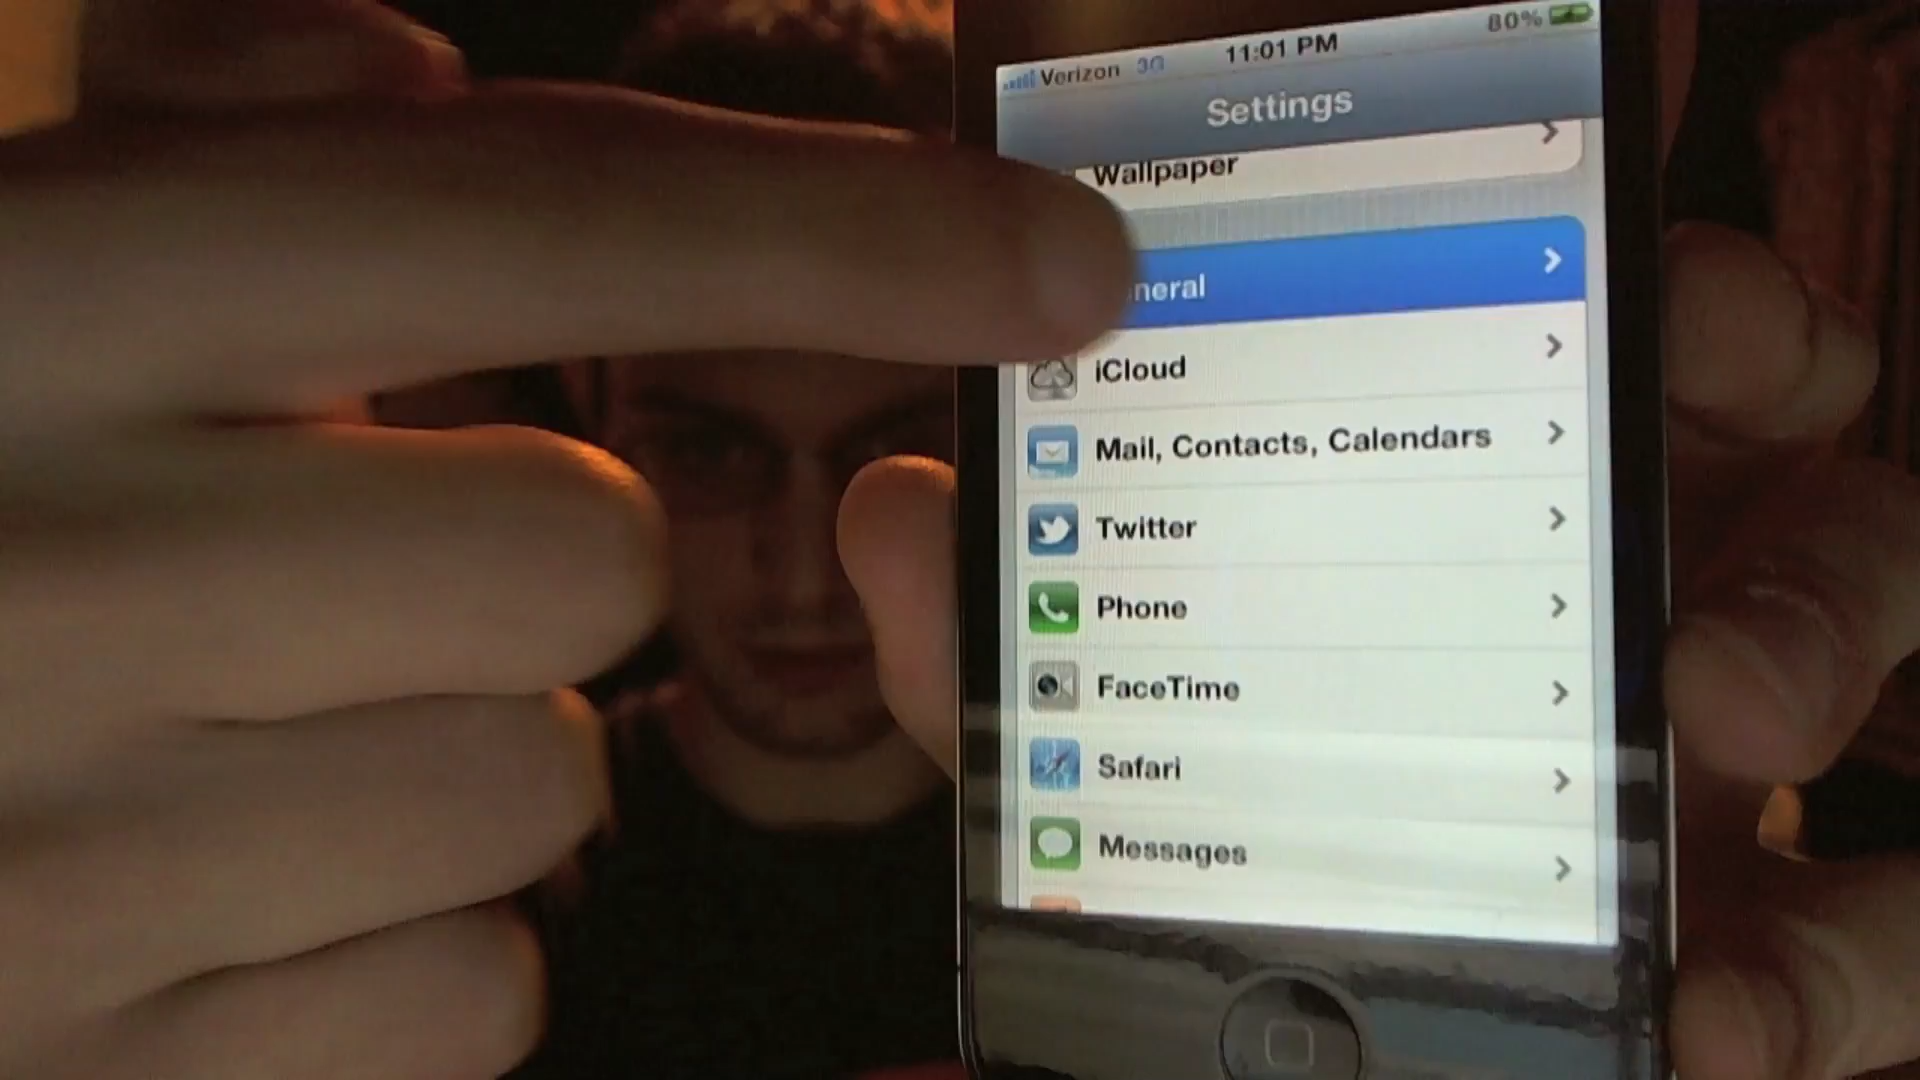 Verizon 3G 11:01 PM 80%
Settings
Wallpaper
neral
iCloud
Mail, Contacts, Calendars
Twitter
Phone
FaceTime
Safari
Messages